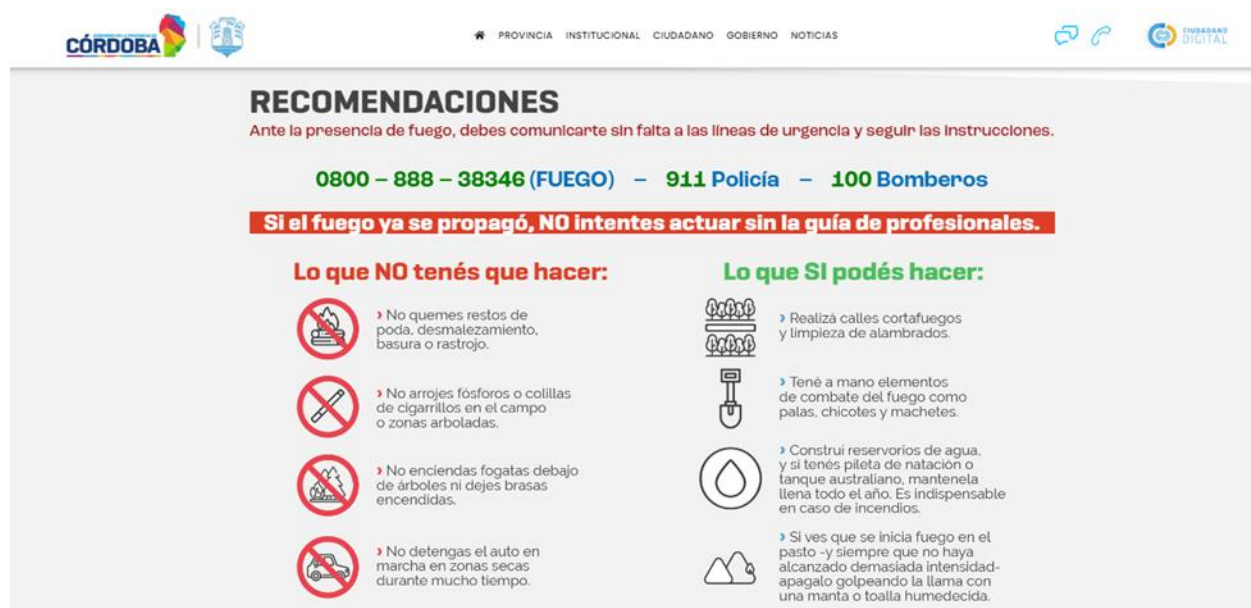 CÓRDOBA
PROVINCIA INSTITUCIONAL CIUDADANO GOBIERNO NOTICIAS
CIUDADANO
DIGITAL
RECOMENDACIONES
Ante la presencia de fuego, debes comunicarte sin falta a las líneas de urgencia y seguir las instrucciones.
0800 – 888 – 38346 (FUEGO) – 911 Policía – 100 Bomberos
Si el fuego ya se propagó, NO intentes actuar sin la guía de profesionales.
Lo que NO tenés que hacer:
› No quemes restos de
poda, desmalezamiento,
basura o rastrojo.
› No arrojes fósforos o colillas
de cigarrillos en el campo
o zonas arboladas.
› No enciendas fogatas debajo
de árboles ni dejes brasas
encendidas.
› No detengas el auto en
marcha en zonas secas
durante mucho tiempo.
Lo que SI podés hacer:
› Realizá calles cortafuegos
y limpieza de alambrados.
› Tené a mano elementos
de combate del fuego como
palas, chicotes y machetes.
› Construí reservorios de agua,
y si tenés pileta de natación o
tanque australiano, mantenela
llena todo el año. Es indispensable
en caso de incendios.
› Si ves que se inicia fuego en el
pasto -y siempre que no haya
alcanzado demasiada intensidad-
apagalo golpeando la llama con
una manta o toalla humedecida.